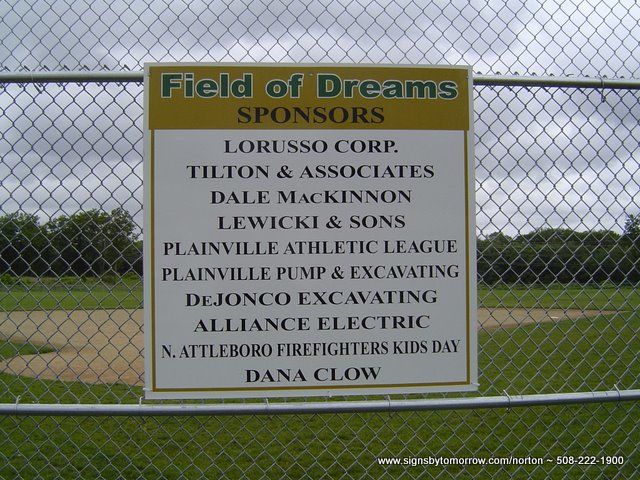 Field of Dreams
SPONSORS
LORUSSO CORP.
TILTON & ASSOCIATES
DALE MACKINNON
LEWICKI & SONS
PLAINVILLE ATHLETIC LEAGUE
PLAINVILLE PUMP & EXCAVATING
DEJONCO EXCAVATING
ALLIANCE ELECTRIC
N. ATTLEBORO FIREFIGHTERS KIDS DAY
DANA CLOW
www.signsbytomorrow.com/norton ~ 508-222-1900